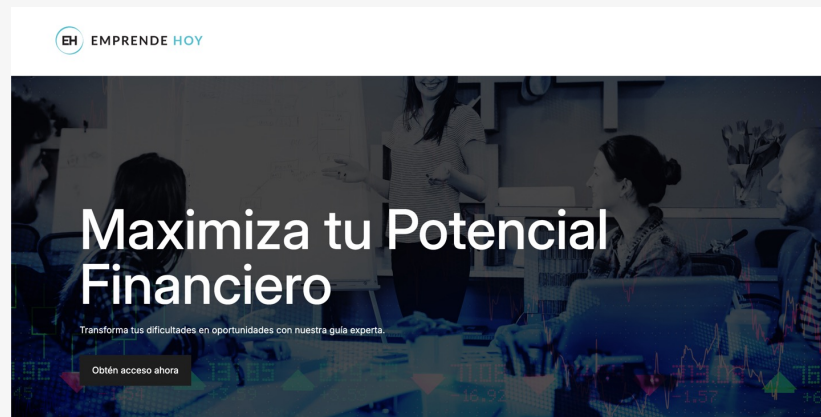 EH EMPRENDE HOY
Maximiza tu Potencial
Financiero
Transforma tus dificultades en oportunidades con nuestra guía experta.
Obtén acceso ahora